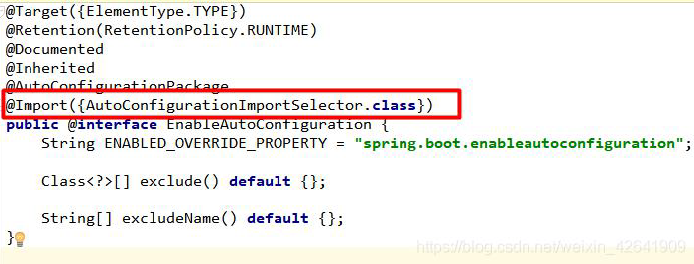 @Target({ElementType.TYPE})
@Retention(RetentionPolicy.RUNTIME)
@Documented
@Inherited
@AutoConfigurationPackage
@Import({AutoConfigurationImportSelector.class})
public @interface EnableAutoConfiguration {
    String ENABLED_OVERRIDE_PROPERTY = "spring.boot.enableautoconfiguration";
    Class<?>[] exclude() default {};
    String[] excludeName() default {};
}
https://blog.csdn.net/weixin_42641909